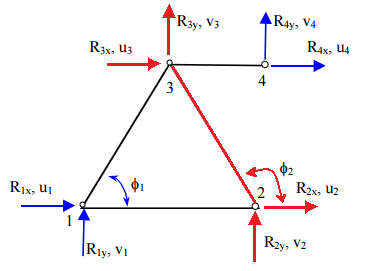 R3y, v3
R4y, v4
R3x, u3
R4x, u4
3
4
ϕ1
ϕ2
R1x, u1
2
R2x, u2
1
R1y, v1
R2y, v2